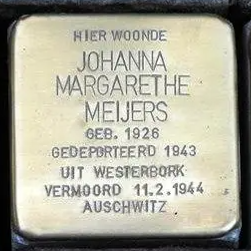 HIER WOONDE
JOHANNA
MARGARETHE
MEIJERS
GEB. 1926
GEDEPORTEERD 1943
UIT WESTERBORK
VERMOORD 11.2.1944
AUSCHWITZ